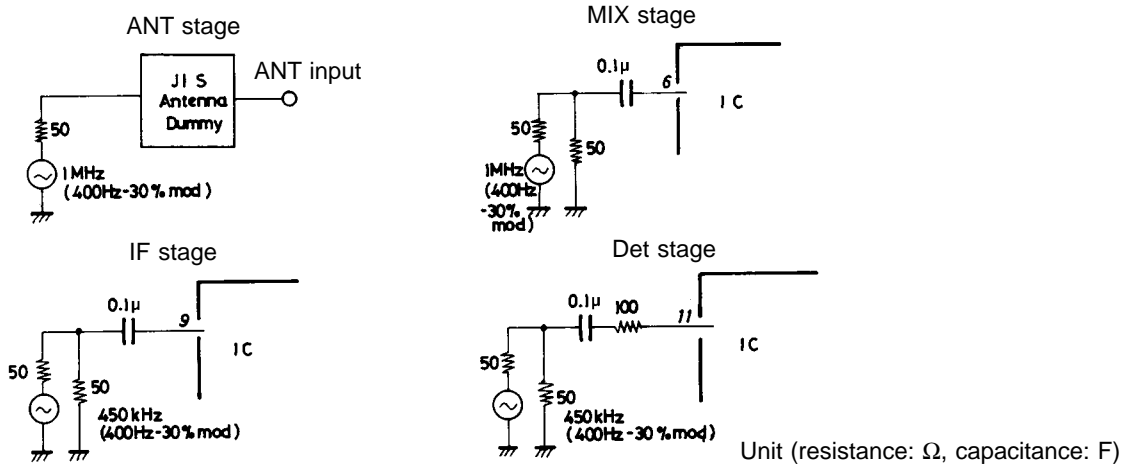 ANT stage
JIS
Antenna
Dummy
ANT input
50
1MHz
(400Hz-30% mod)
MIX stage
0.1μ
6
IC
50
50
1MHz
(400Hz
-30%
mod)
IF stage
0.1μ
9
IC
50
50
450 kHz
(400Hz-30% mod)
Det stage
0.1μ
100
11
IC
50
50
450 kHz
(400Hz-30% mod)
Unit (resistance: Ω, capacitance: F)